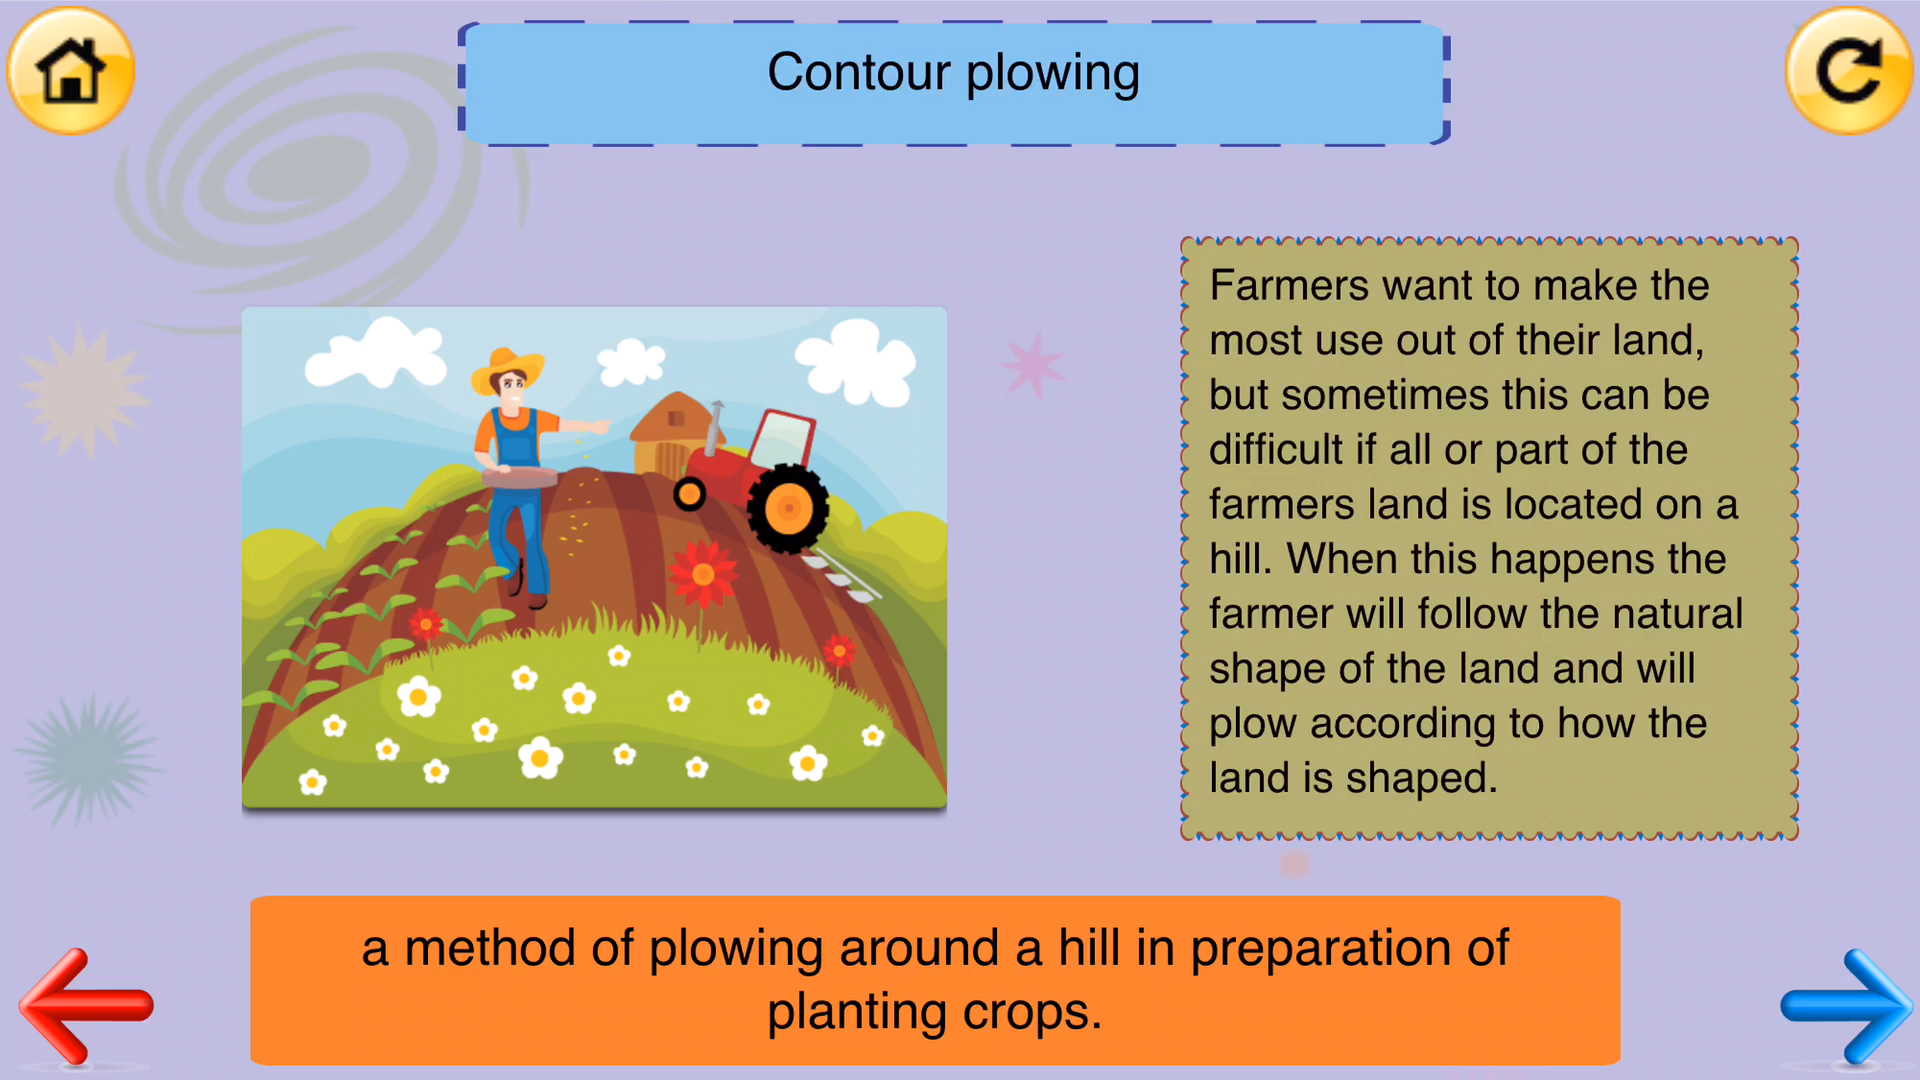 Contour plowing
Farmers want to make the
most use out of their land,
but sometimes this can be
difficult if all or part of the
farmers land is located on a
hill. When this happens the
farmer will follow the natural
shape of the land and will
plow according to how the
land is shaped.
a method of plowing around a hill in preparation of
planting crops.